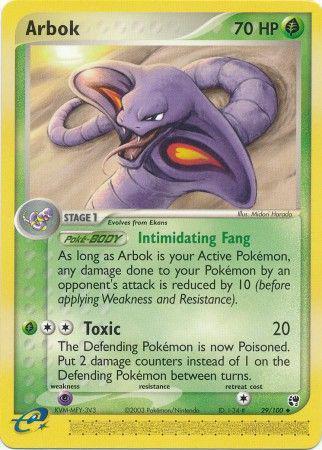 Arbok 70 HP
Illus. Midori Harada
STAGE 1
Evolves from Ekans
Poké-BODY Intimidating Fang
As long as Arbok is your Active Pokémon,
any damage done to your Pokémon by an
opponent's attack is reduced by 10 (before
applying Weakness and Resistance).
Toxic 20
The Defending Pokémon is now Poisoned.
Put 2 damage counters instead of 1 on
the Defending Pokémon between turns.
weakness resistance retreat cost
©2003 Pokémon/Nintendo 29/100
e